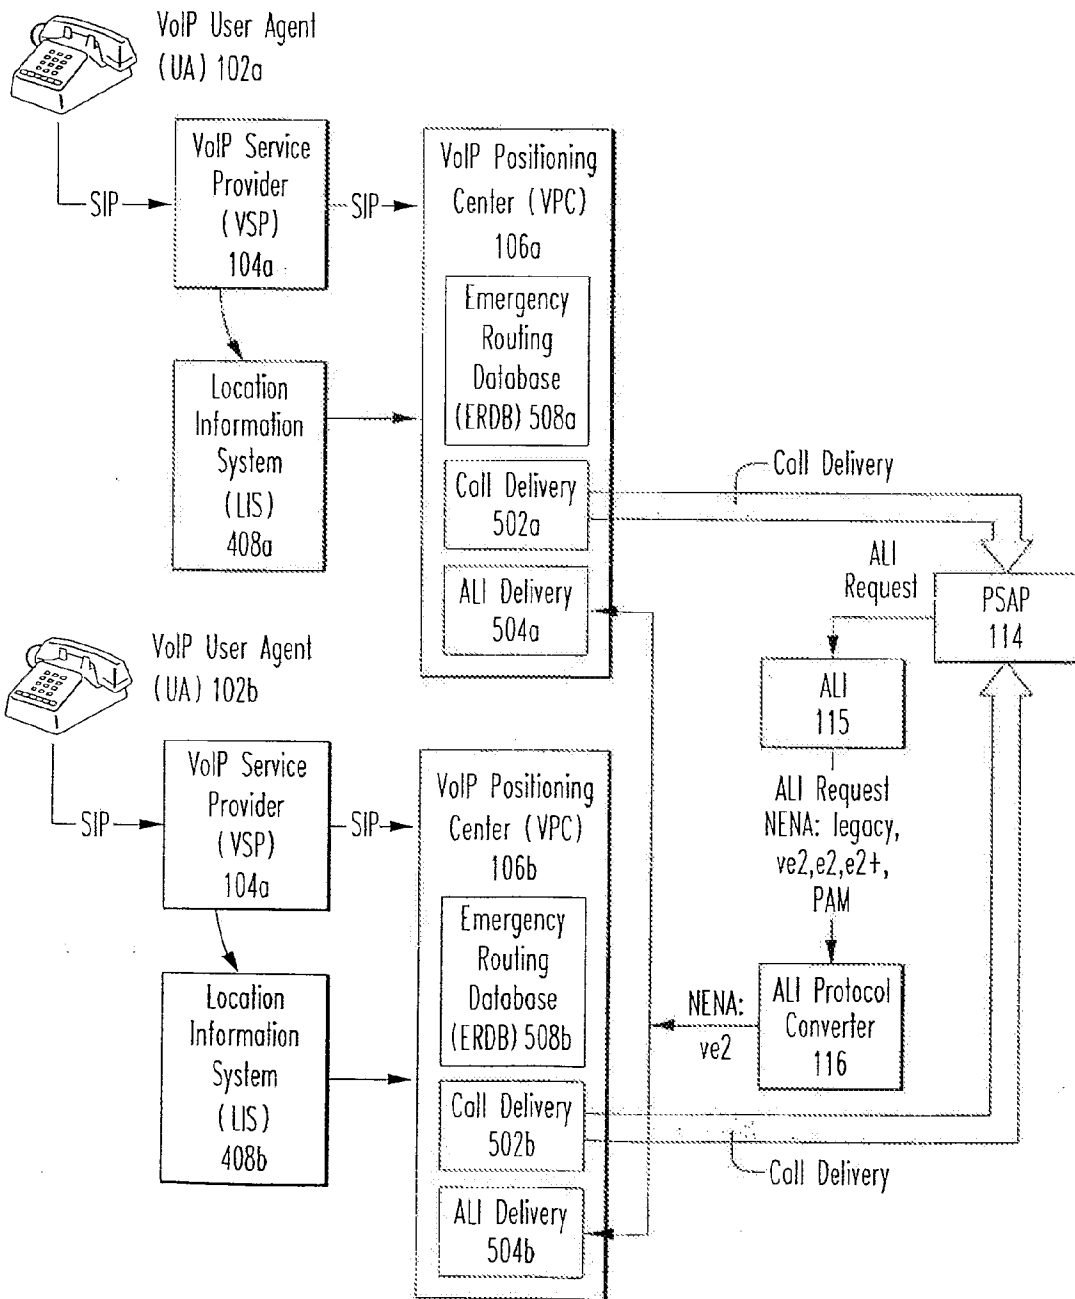 VoIP User Agent
(UA) 102a
VoIP Service
Provider
(VSP)
104a
SIP
SIP
VoIP Positioning
Center (VPC)
106a
Emergency
Routing
Database
(ERDB) 508a
Location
Information
System
(LIS)
408a
Call Delivery
502a
Call Delivery
ALI Delivery
504a
ALI
Request
PSAP
114
VoIP User Agent
(UA) 102b
ALI
115
VoIP Service
Provider
(VSP)
104a
SIP
SIP
VoIP Positioning
Center (VPC)
106b
ALI Request
NENA: legacy,
ve2,e2,e2+,
PAM
Emergency
Routing
Database
(ERDB) 508b
Location
Information
System
(LIS)
408b
NENA:
ve2
ALI Protocol
Converter
116
Call Delivery
502b
Call Delivery
ALI Delivery
504b